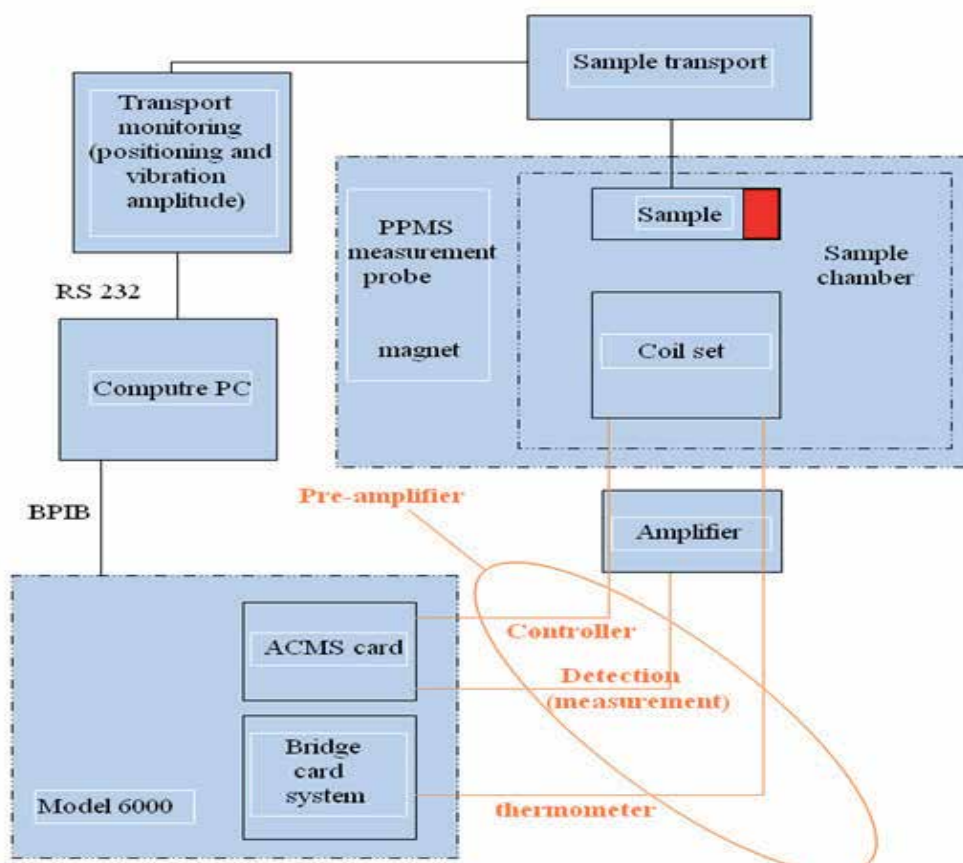 Sample transport
Transport
monitoring
(positioning and
vibration
amplitude)
PPMS
measurement
probe
magnet
Sample
Sample
chamber
RS 232
Coil set
Computre PC
Pre-amplifier
BPIB
Amplifier
ACMS card
Controller
Detection
(measurement)
Bridge
card
system
Model 6000
thermometer